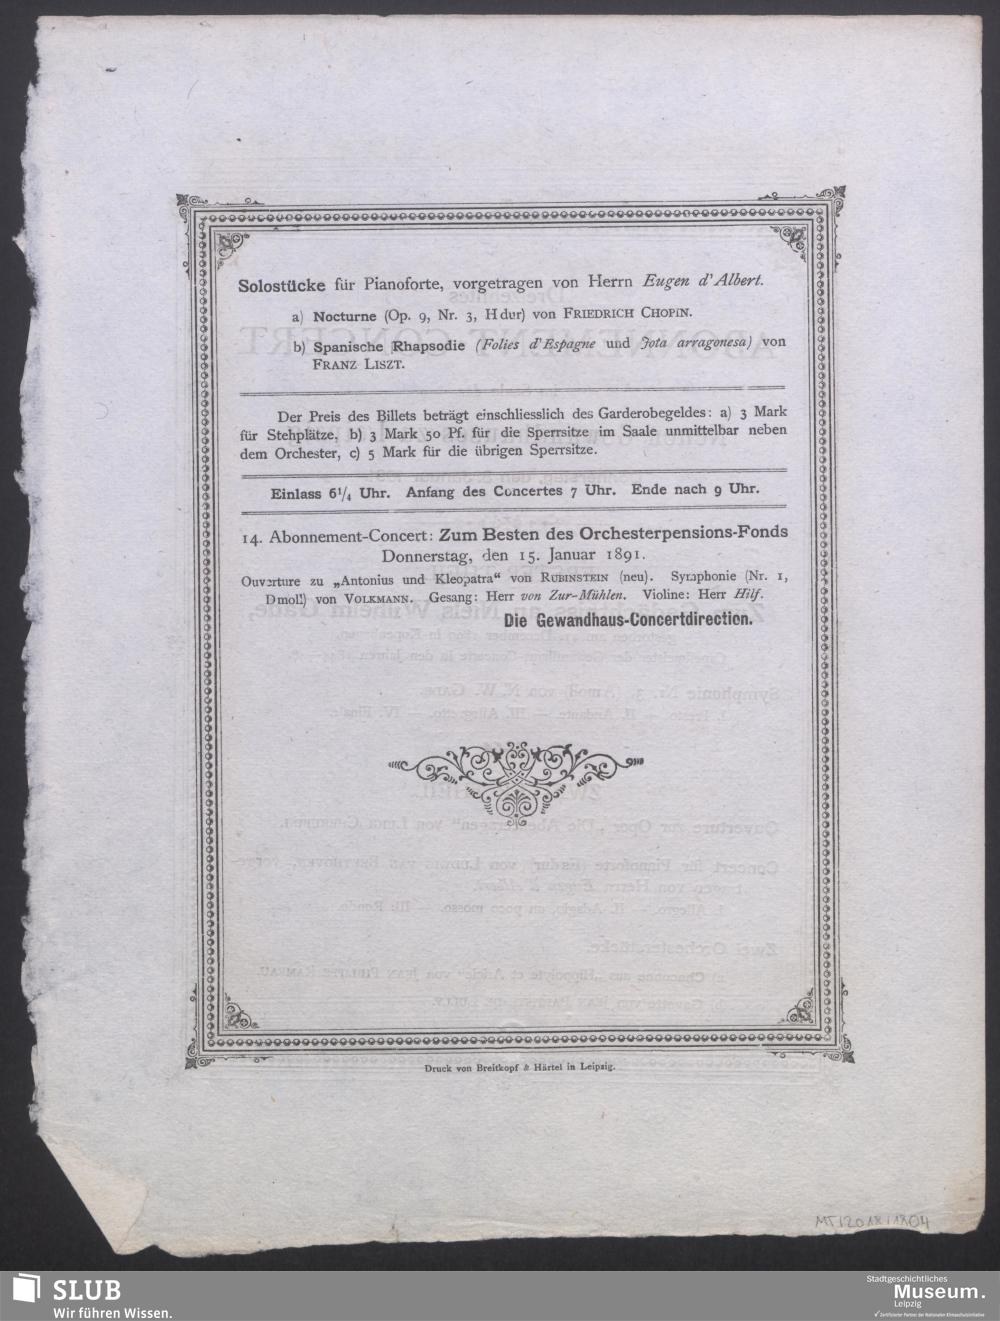 Solostücke für Pianoforte, vorgetragen von Herrn Eugen d'Albert.
a) Nocturne (Op. 9, Nr. 3, H dur) von FRIEDRICH CHOPIN.
b) Spanische Rhapsodie (Folies d'Espagne und Jota arragonesa) von
FRANZ LISZT.
Der Preis des Billets beträgt einschliesslich des Garderobegeldes: a) 3 Mark
für Stehplätze, b) 3 Mark 50 Pf. für die Sperrsitze im Saale unmittelbar neben
dem Orchester, c) 5 Mark für die übrigen Sperrsitze.
Einlass 6¼ Uhr. Anfang des Concertes 7 Uhr. Ende nach 9 Uhr.
14. Abonnement-Concert: Zum Besten des Orchesterpensions-Fonds
Donnerstag, den 15. Januar 1891.
Ouverture zu „Antonius und Kleopatra“ von RUBINSTEIN (neu). Symphonie (Nr. 1,
D moll) von VOLKMANN. Gesang: Herr von Zur-Mühlen. Violine: Herr Hilf.
Die Gewandhaus-Concertdirection.
Druck von Breitkopf & Härtel in Leipzig.
MT/2018/1804
SLUB
Wir führen Wissen.
Stadtgeschichtliches
Museum.
Leipzig